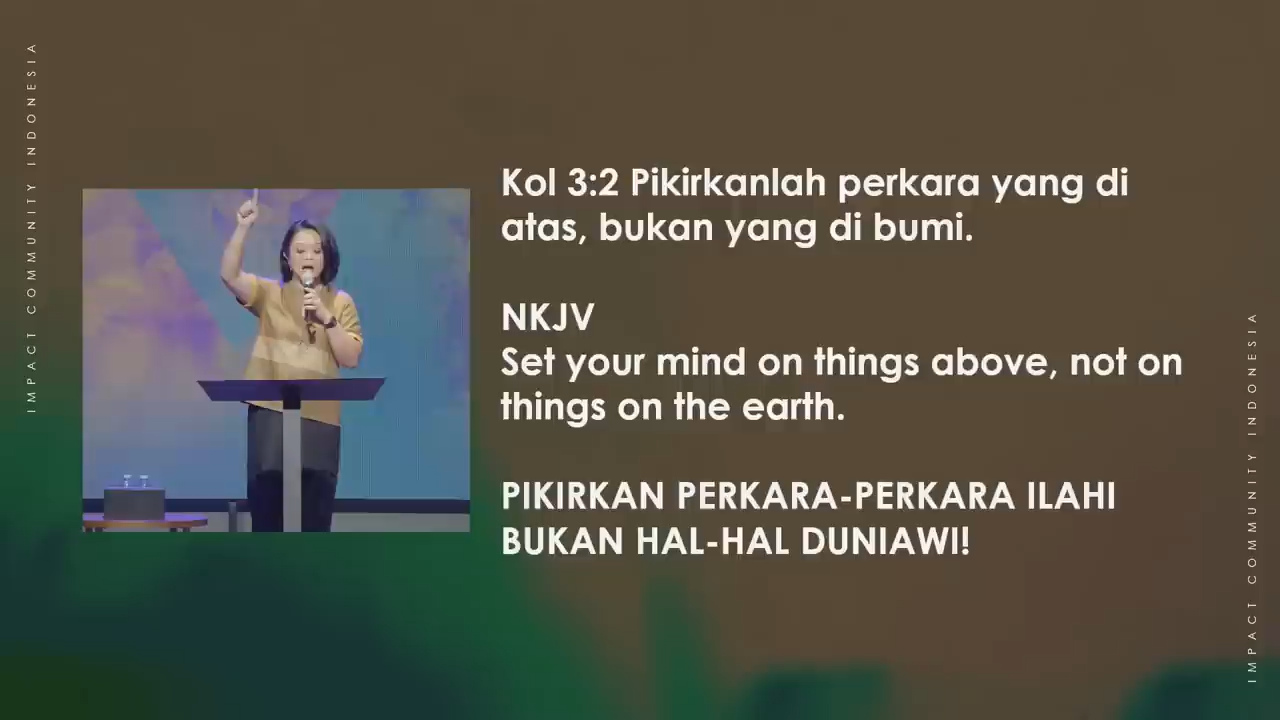 IMPACT COMMUNITY INDONESIA
Kol 3:2 Pikirkanlah perkara yang di
atas, bukan yang di bumi.
NKJV
Set your mind on things above, not on
things on the earth.
PIKIRKAN PERKARA-PERKARA ILAHI
BUKAN HAL-HAL DUNIAWI!
IMPACT COMMUNITY INDONESIA